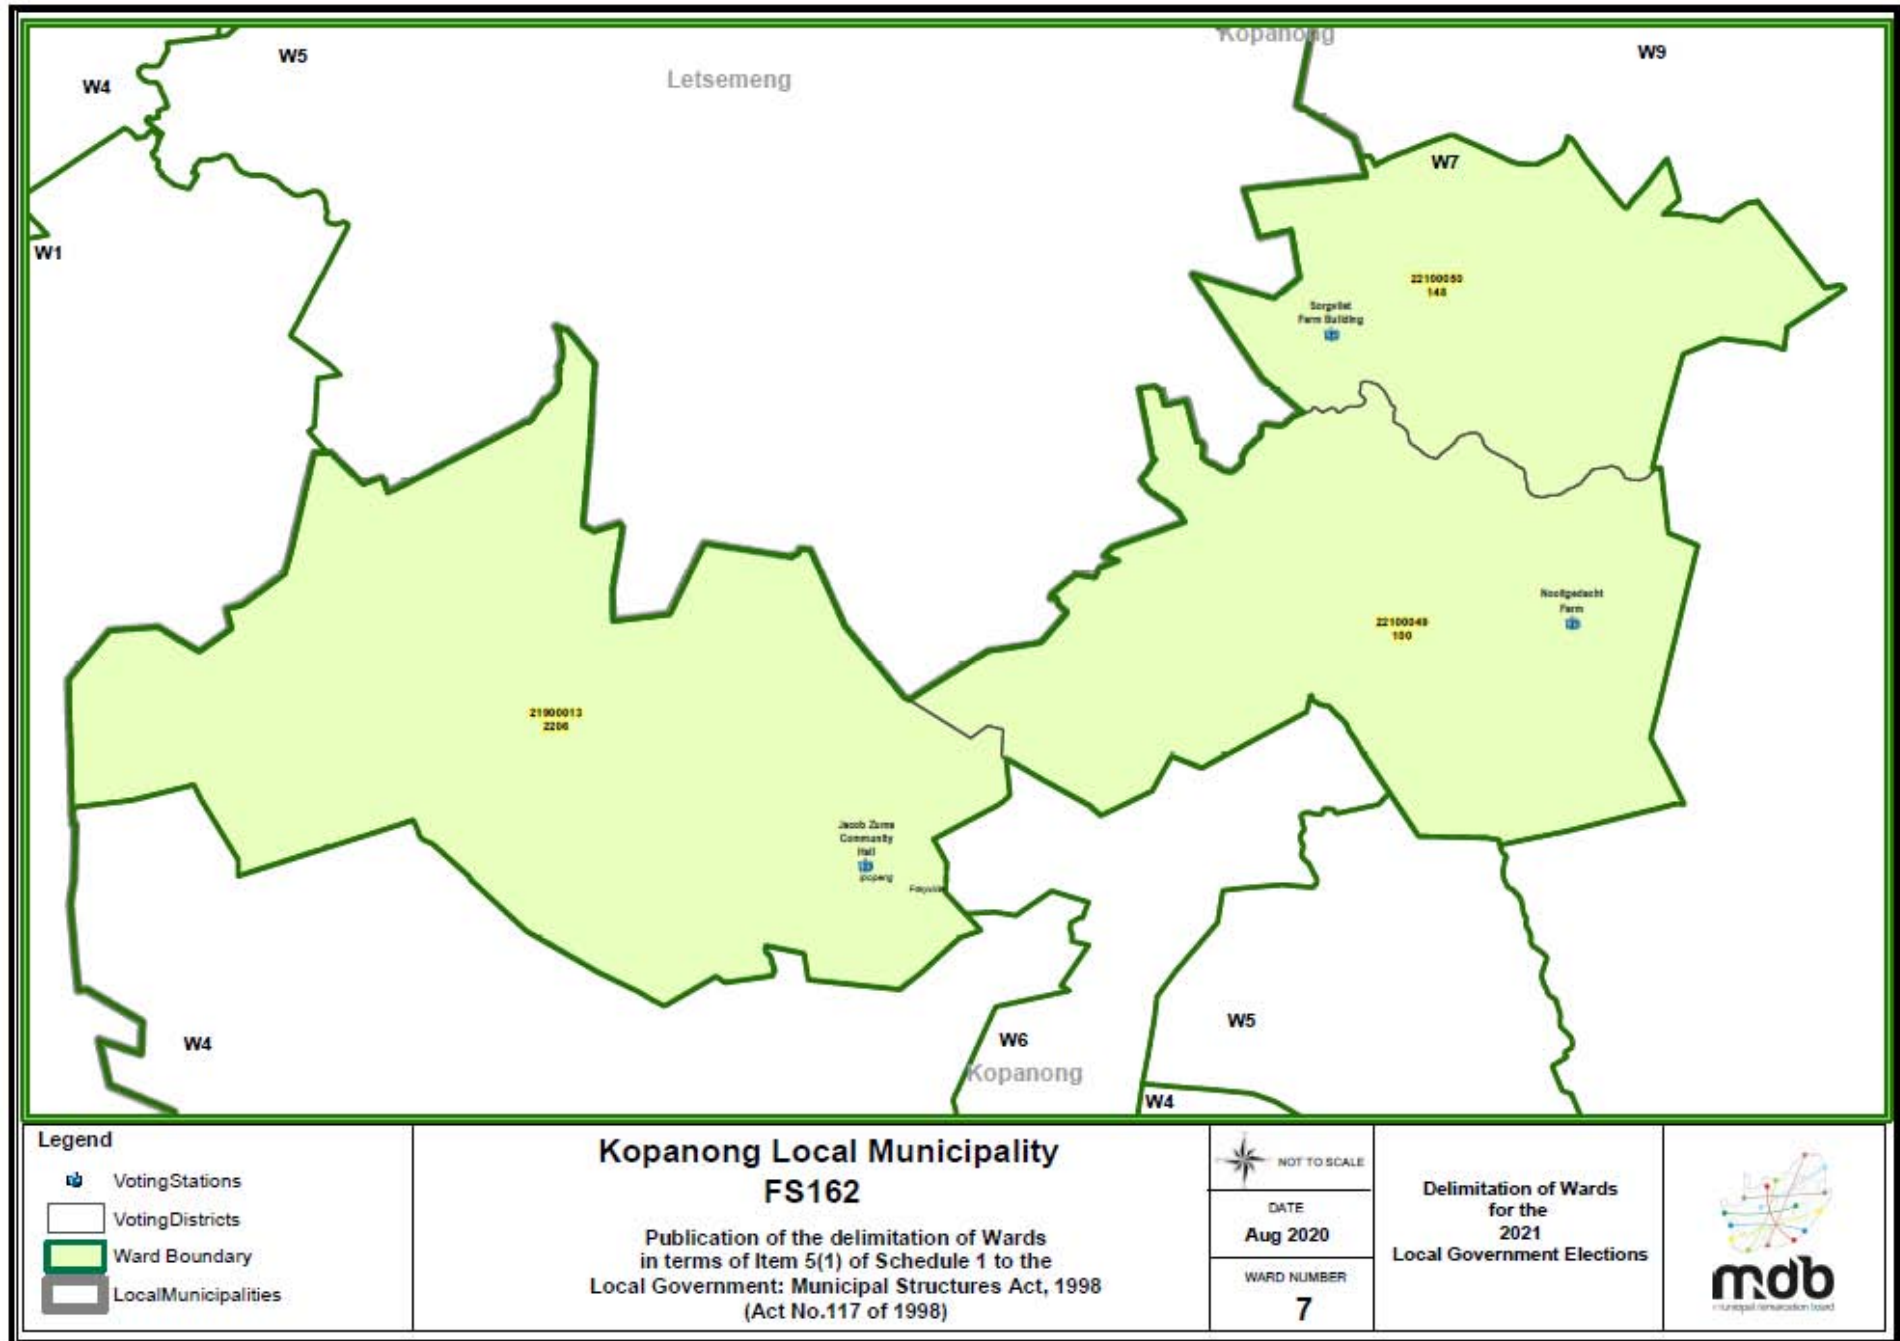 Kopanong
W5
W9
W4
Letsemeng
W7
W1
22100050
148
Farm Building
Nooitgedacht
Farm
22100049
21900013
2206
Jacob Zuma
Community
Hall
Ipopeng
W4
W6
W5
Kopanong
W4
Legend
VotingStations
VotingDistricts
Ward Boundary
LocalMunicipalities
Kopanong Local Municipality
FS162
Publication of the delimitation of Wards
in terms of Item 5(1) of Schedule 1 to the
Local Government: Municipal Structures Act, 1998
(Act No.117 of 1998)
NOT TO SCALE
DATE
Aug 2020
WARD NUMBER
7
Delimitation of Wards
for the
2021
Local Government Elections
mdb
municipal demarcation board